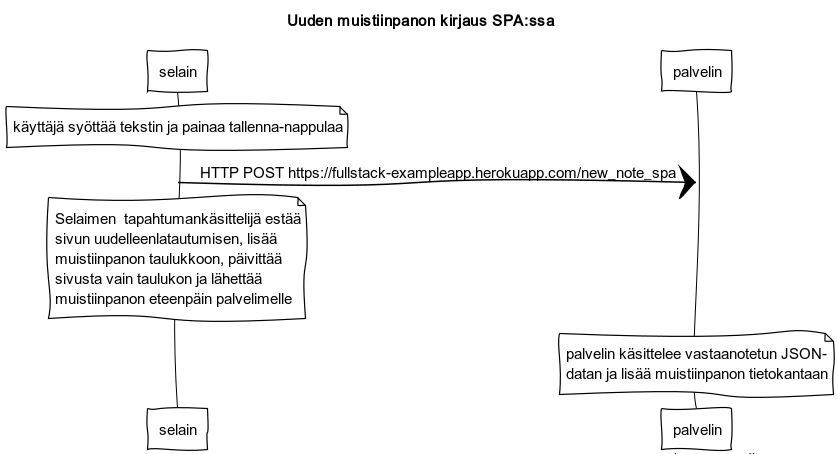 Uuden muistiinpanon kirjaus SPA:ssa
selain
palvelin
käyttäjä syöttää tekstin ja painaa tallenna-nappulaa
HTTP POST https://fullstack-exampleapp.herokuapp.com/new_note_spa
Selaimen  tapahtumankäsittelijä estää
sivun uudelleenlatautumisen, lisää
muistiinpanon taulukkoon, päivittää
sivusta vain taulukon ja lähettää
muistiinpanon eteenpäin palvelimelle
palvelin käsittelee vastaanotetun JSON-
datan ja lisää muistiinpanon tietokantaan
selain
palvelin